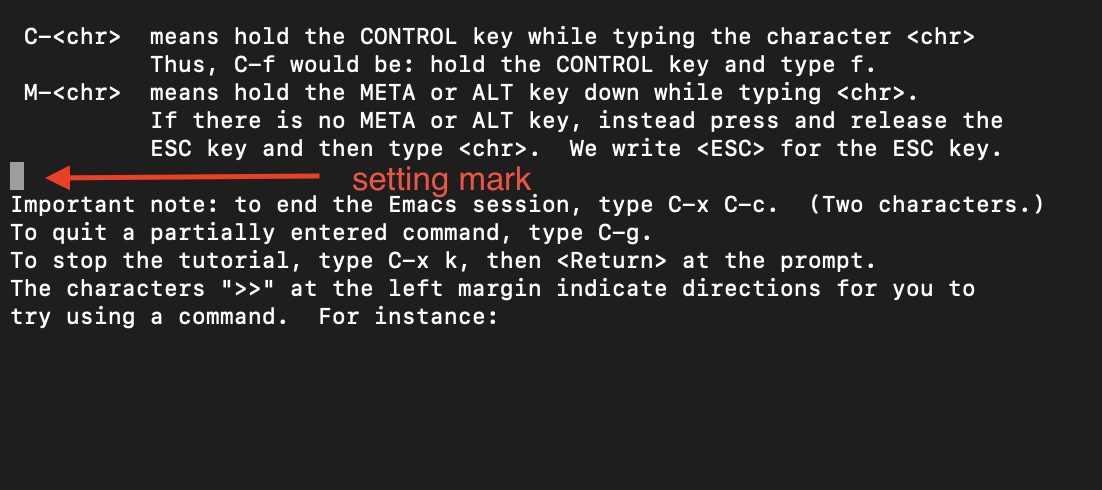 C-<chr>  means hold the CONTROL key while typing the character <chr>
Thus, C-f would be: hold the CONTROL key and type f.
M-<chr>  means hold the META or ALT key down while typing <chr>.
If there is no META or ALT key, instead press and release the
ESC key and then type <chr>.  We write <ESC> for the ESC key.
setting mark
Important note: to end the Emacs session, type C-x C-c.  (Two characters.)
To quit a partially entered command, type C-g.
To stop the tutorial, type C-x k, then <Return> at the prompt.
The characters ">>" at the left margin indicate directions for you to
try using a command.  For instance: